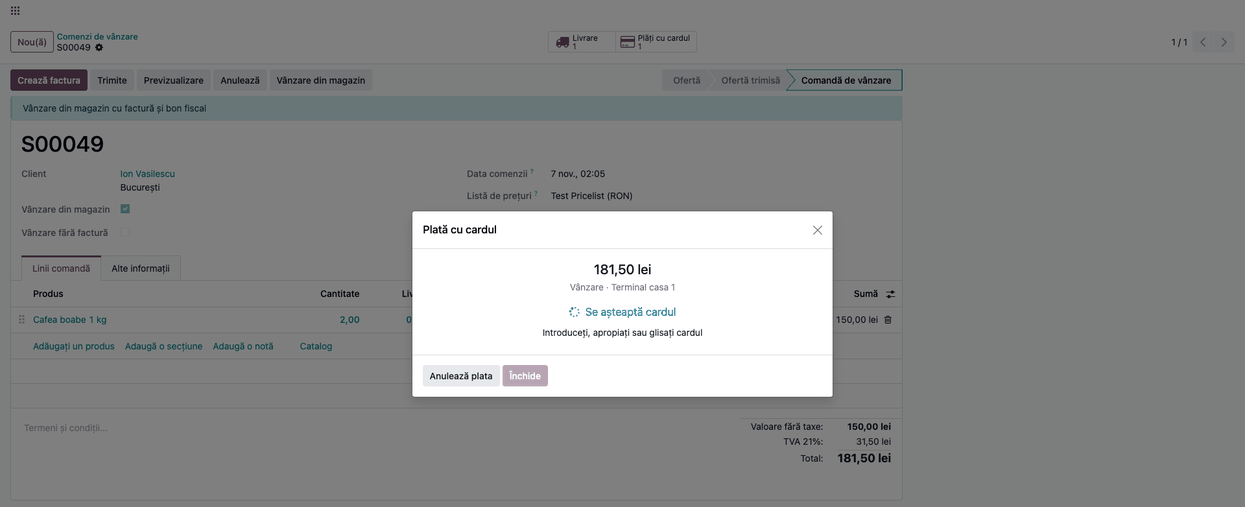 Nou(ă)
Comenzi de vânzare
S00049
Livrare
1
Plăți cu cardul
1
1 / 1
Crează factura
Trimite
Previzualizare
Anulează
Vânzare din magazin
Ofertă
Ofertă trimisă
Comandă de vânzare
Vânzare din magazin cu factură și bon fiscal
S00049
Client
Ion Vasilescu
București
Data comenzii ?
7 nov., 02:05
Listă de prețuri ?
Test Pricelist (RON)
Vânzare din magazin
Vânzare fără factură
Linii comandă
Alte informații
Produs
Cantitate
Liv
Sumă
Cafea boabe 1 kg
2,00
0
150,00 lei
Adăugați un produs
Adaugă o secțiune
Adaugă o notă
Catalog
Plată cu cardul
181,50 lei
Vânzare · Terminal casa 1
Se așteaptă cardul
Introduceți, apropiați sau glisați cardul
Anulează plata
Închide
Termeni și condiții...
Valoare fără taxe: 150,00 lei
TVA 21%: 31,50 lei
Total: 181,50 lei